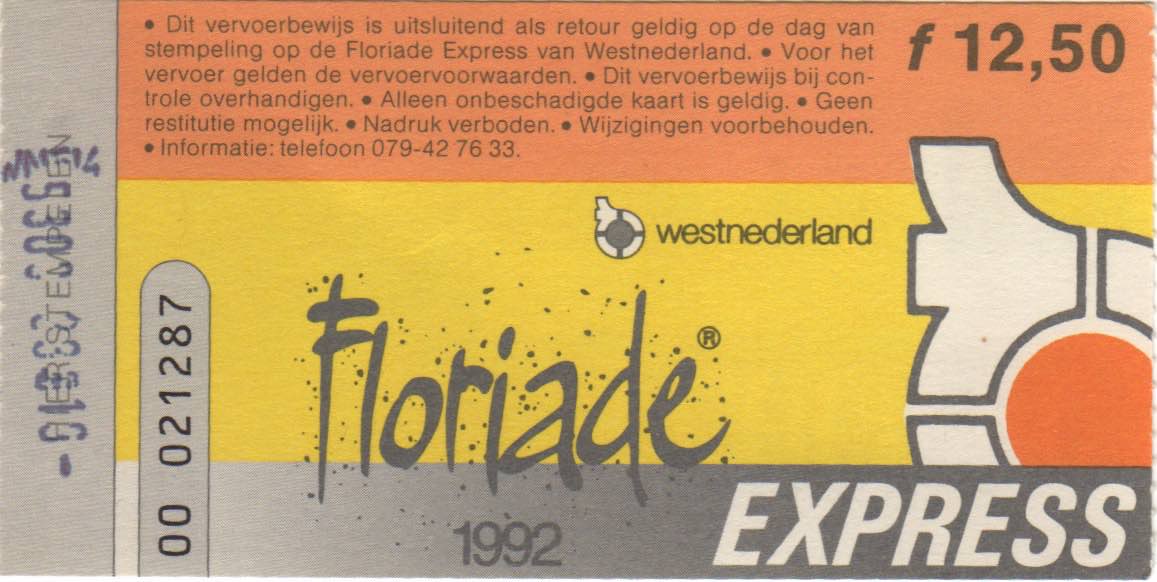 • Dit vervoerbewijs is uitsluitend als retour geldig op de dag van
stempeling op de Floriade Express van Westnederland. • Voor het
vervoer gelden de vervoervoorwaarden. • Dit vervoerbewijs bij con-
trole overhandigen. • Alleen onbeschadigde kaart is geldig. • Geen
restitutie mogelijk. • Nadruk verboden. • Wijzigingen voorbehouden.
• Informatie: telefoon 079-42 76 33.
f 12,50
westnederland
Floriade®
1992
EXPRESS
00 021287